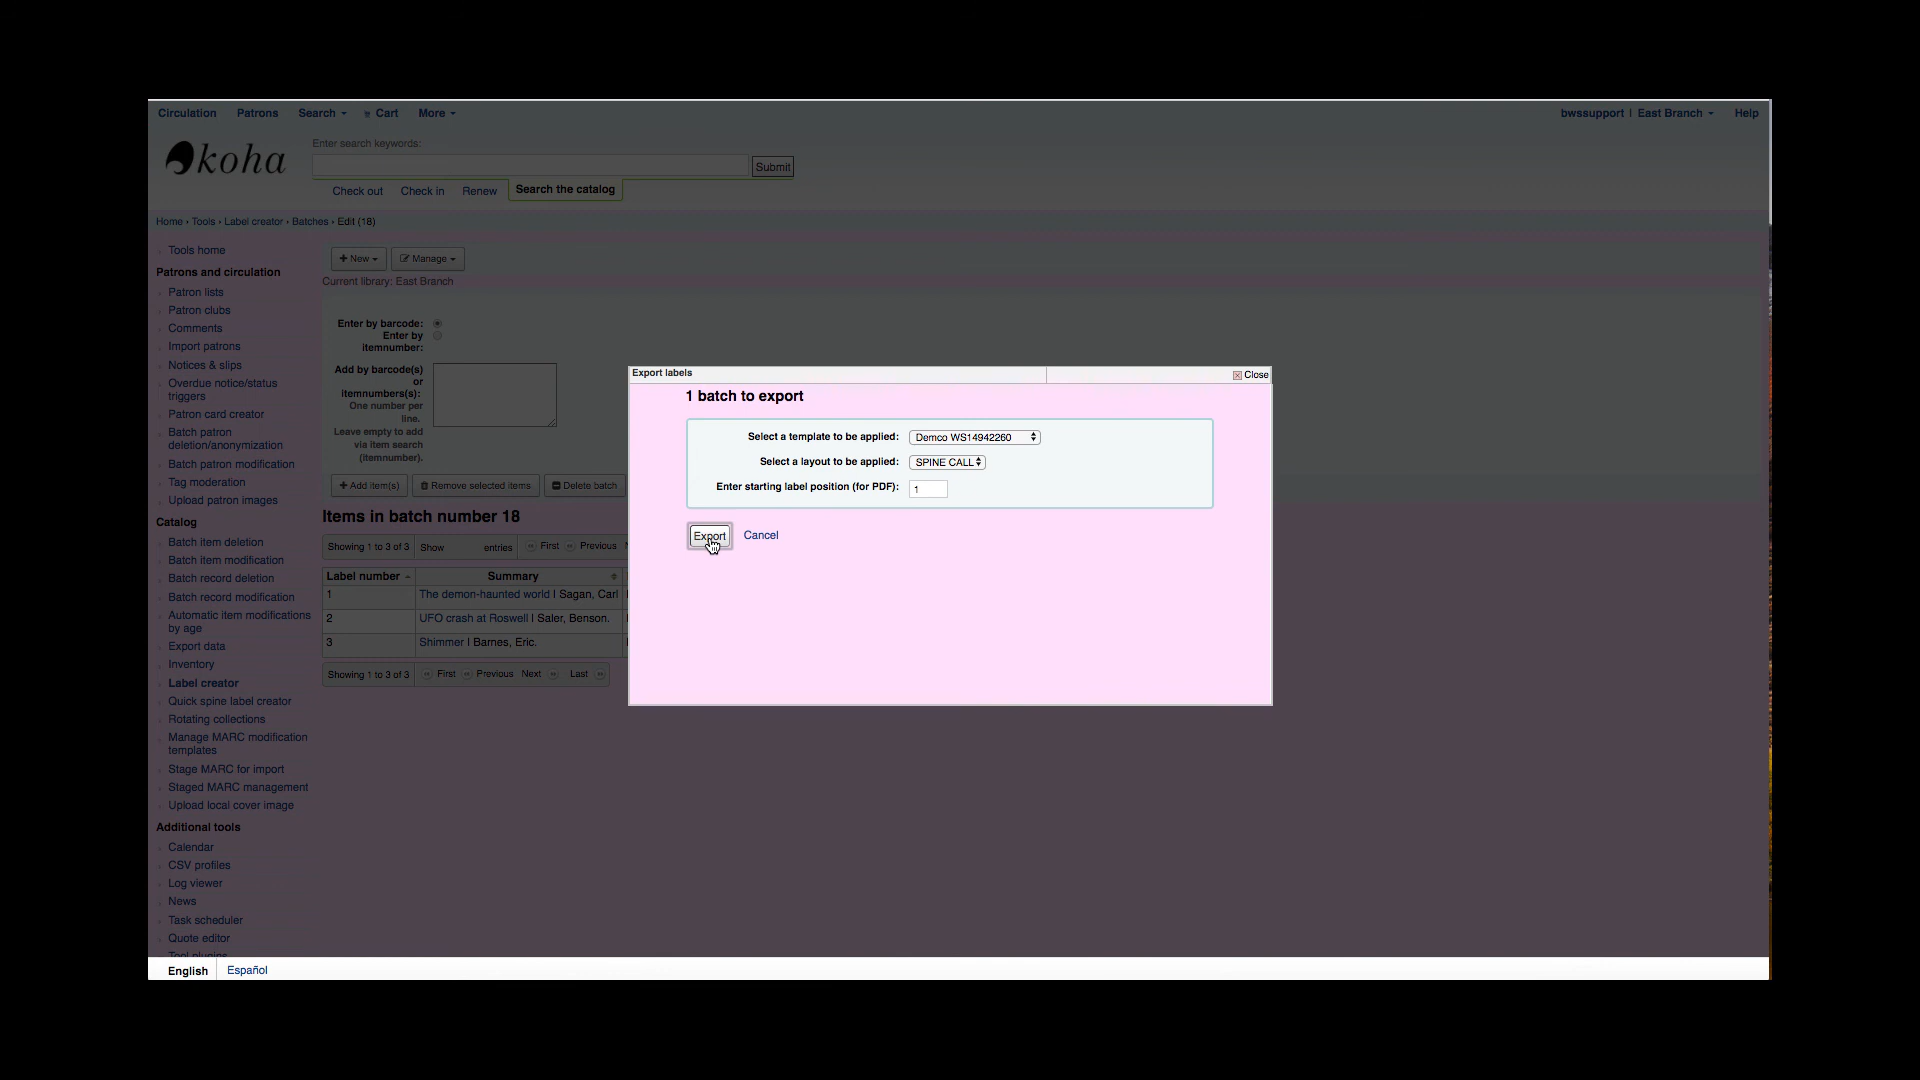 Circulation Patrons Search Cart More bwssupport | East Branch Help
koha
Enter search keywords:
Submit
Check out Check in Renew Search the catalog
Home › Tools › Label creator › Batches › Edit (18)
Tools home
Patrons and circulation
Patron lists
Patron clubs
Comments
Import patrons
Notices & slips
Overdue notice/status
triggers
Patron card creator
Batch patron
deletion/anonymization
Batch patron modification
Tag moderation
Upload patron images
Catalog
Batch item deletion
Batch item modification
Batch record deletion
Batch record modification
Automatic item modifications
by age
Export data
Inventory
Label creator
Quick spine label creator
Rotating collections
Manage MARC modification
templates
Stage MARC for import
Staged MARC management
Upload local cover image
Additional tools
Calendar
CSV profiles
Log viewer
News
Task scheduler
Quote editor
Tool plugins
+ New Manage
Current library: East Branch
Enter by barcode:
Enter by
itemnumber:
Add by barcode(s)
or
itemnumbers(s):
One number per
line.
Leave empty to add
via item search
(itemnumber).
+ Add item(s) Remove selected items Delete batch
Items in batch number 18
Showing 1 to 3 of 3 Show entries First Previous
Label number Summary
1 The demon-haunted world | Sagan, Carl
2 UFO crash at Roswell | Saler, Benson.
3 Shimmer | Barnes, Eric.
Showing 1 to 3 of 3 First Previous Next Last
Export labels Close
1 batch to export
Select a template to be applied: Demco WS14942260
Select a layout to be applied: SPINE CALL
Enter starting label position (for PDF): 1
Export Cancel
English Español